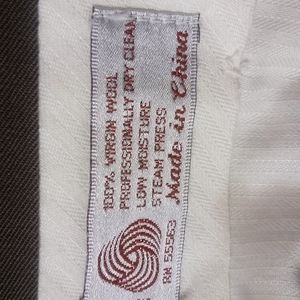 100% VIRGIN WOOL
PROFESSIONALLY DRY CLEAN
LOW MOISTURE
STEAM PRESS
Made in China
RN 55563